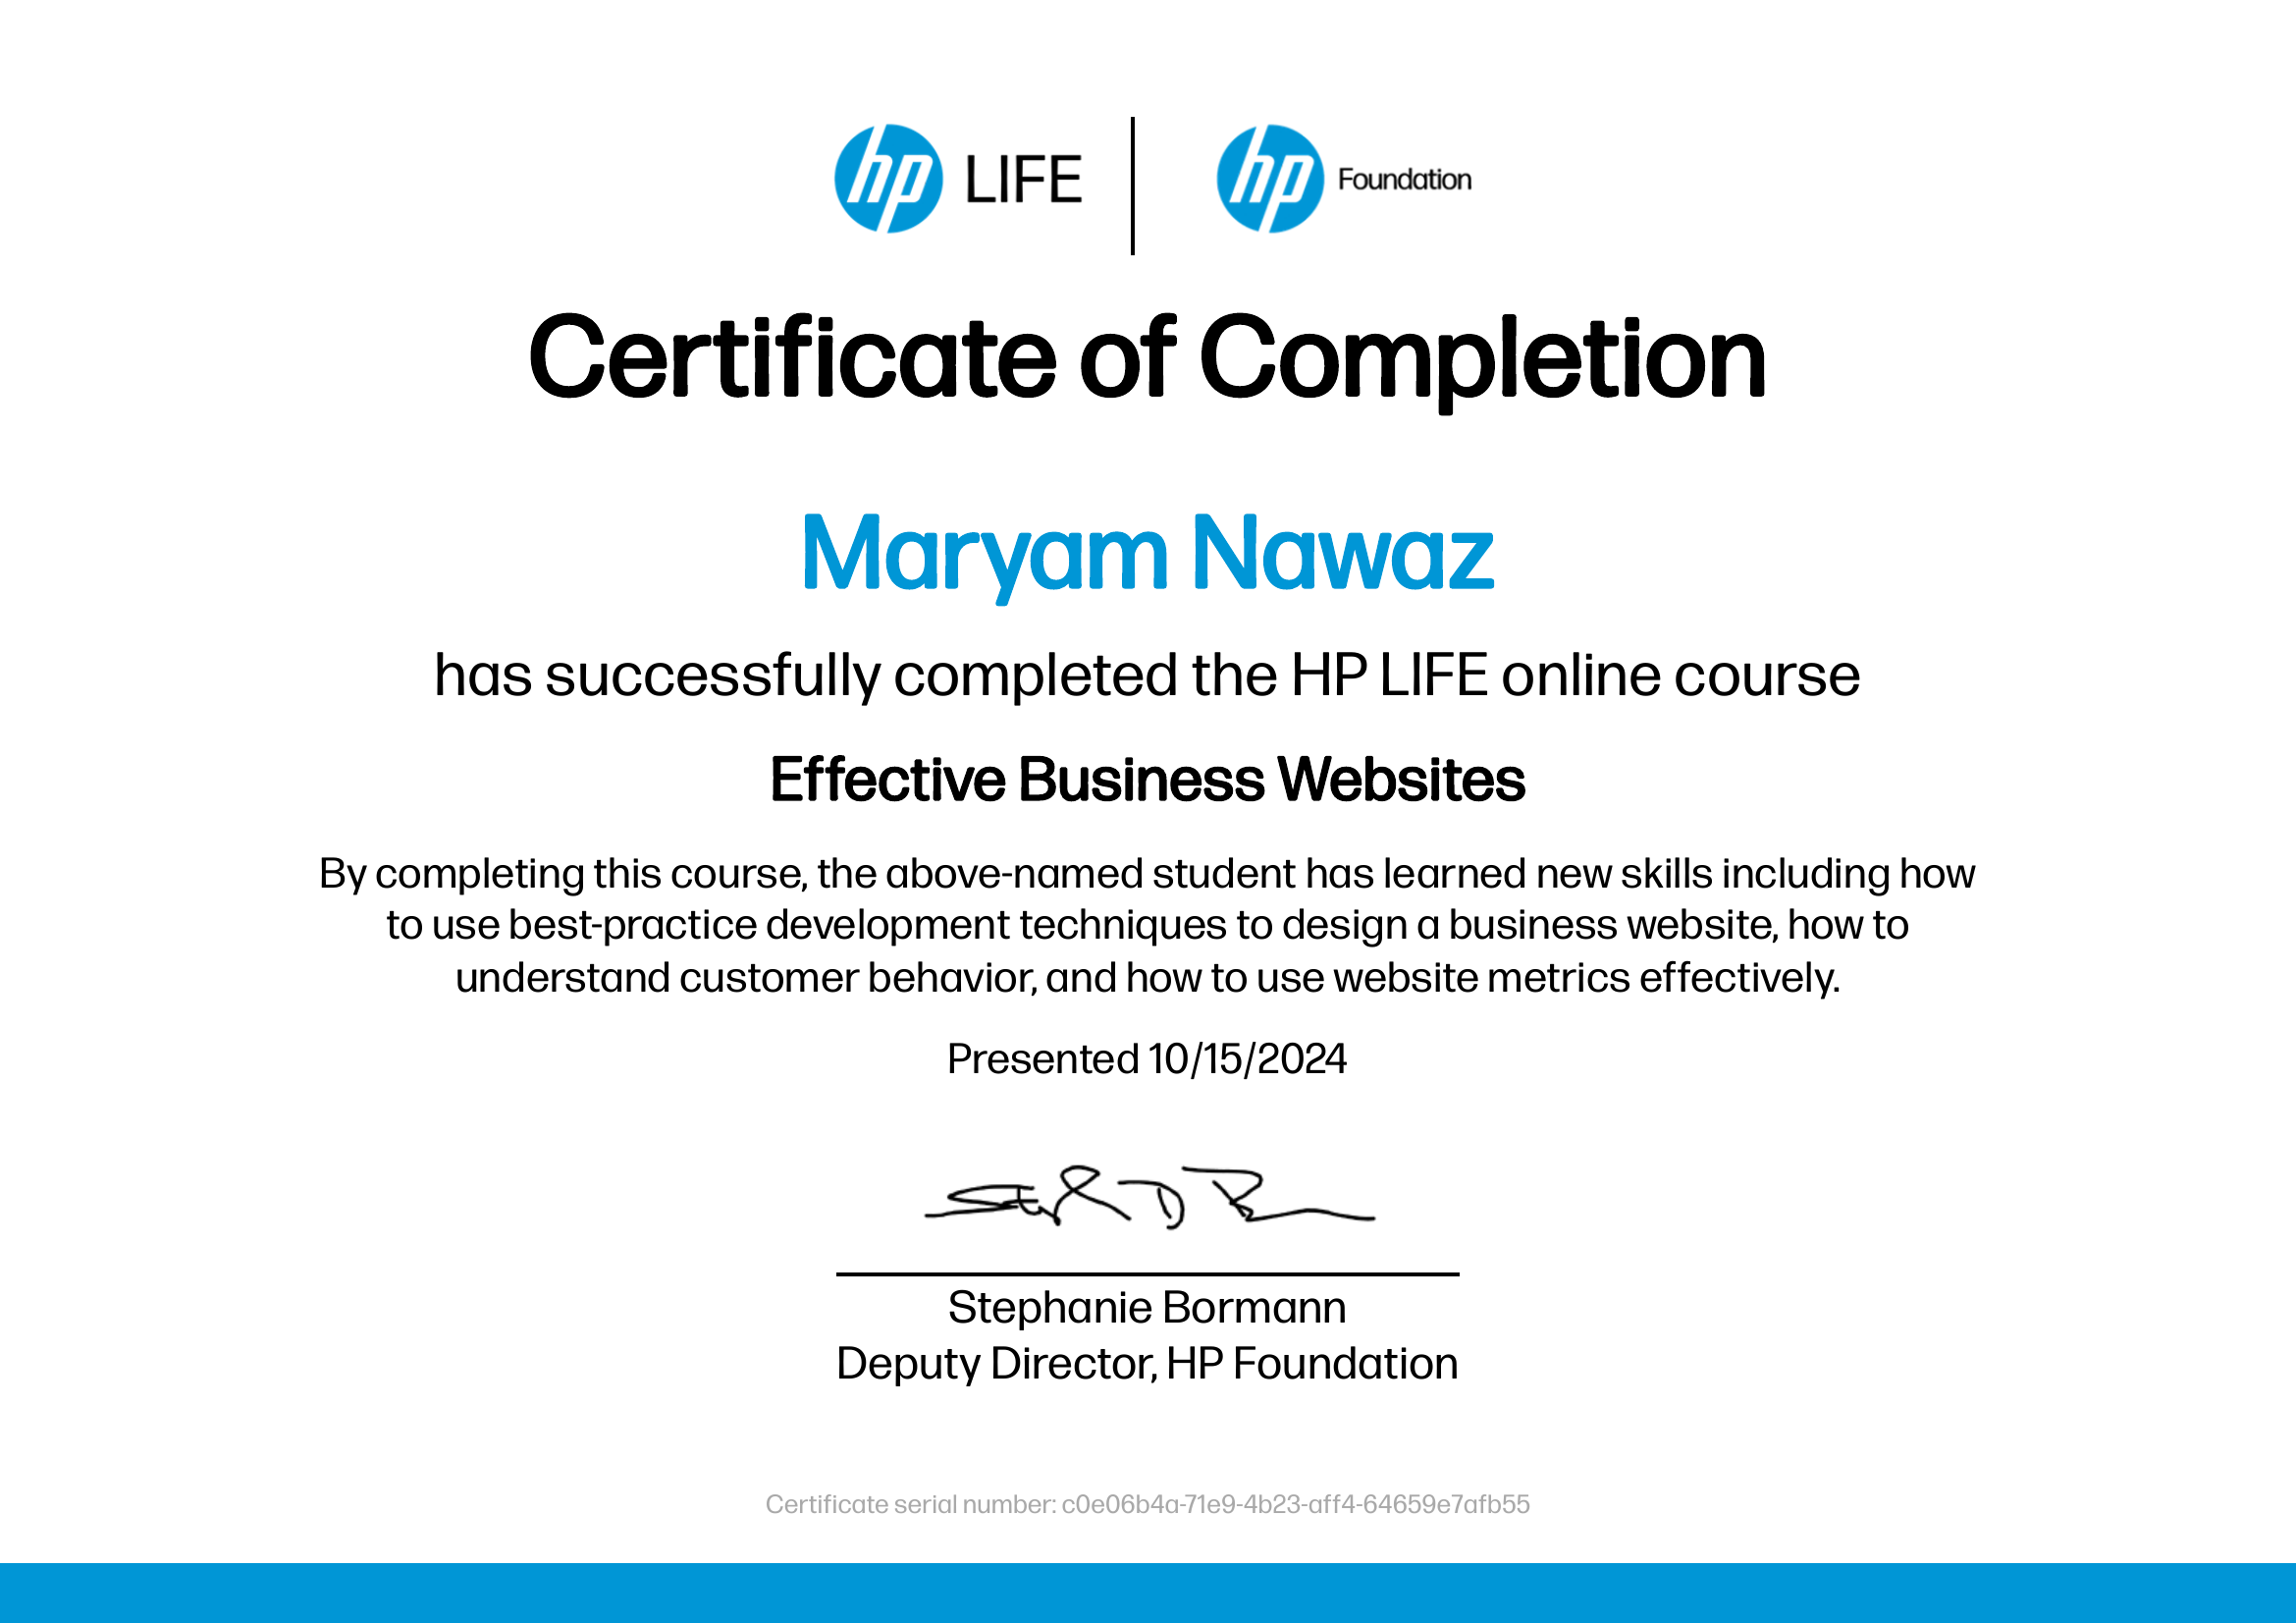 hp LIFE | hp Foundation
Certificate of Completion
Maryam Nawaz
has successfully completed the HP LIFE online course
Effective Business Websites
By completing this course, the above-named student has learned new skills including how
to use best-practice development techniques to design a business website, how to
understand customer behavior, and how to use website metrics effectively.
Presented 10/15/2024
Stephanie Bormann
Deputy Director, HP Foundation
Certificate serial number: c0e06b4a-71e9-4b23-aff4-64659e7afb55